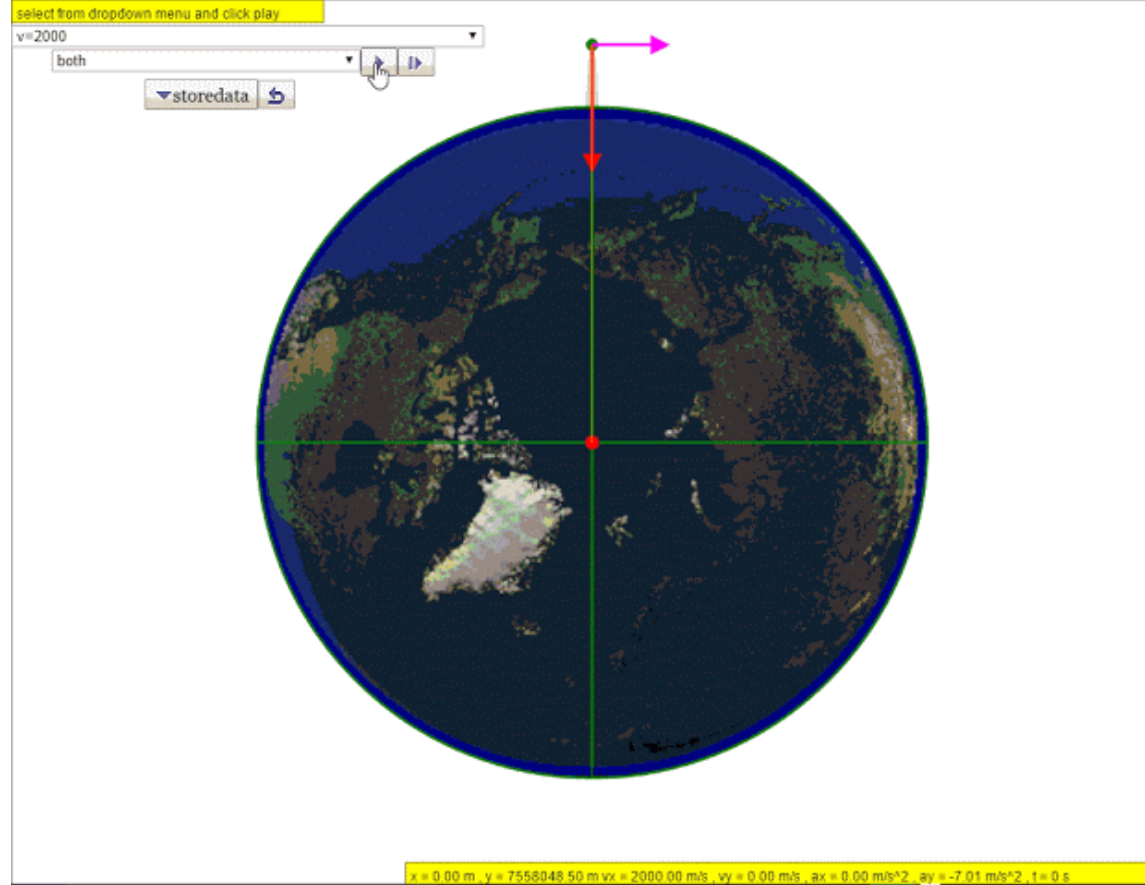 select from dropdown menu and click play
v=2000
both
storedata
x = 0.00 m , y = 7558048.50 m vx = 2000.00 m/s , vy = 0.00 m/s , ax = 0.00 m/s^2 , ay = -7.01 m/s^2 , t = 0 s